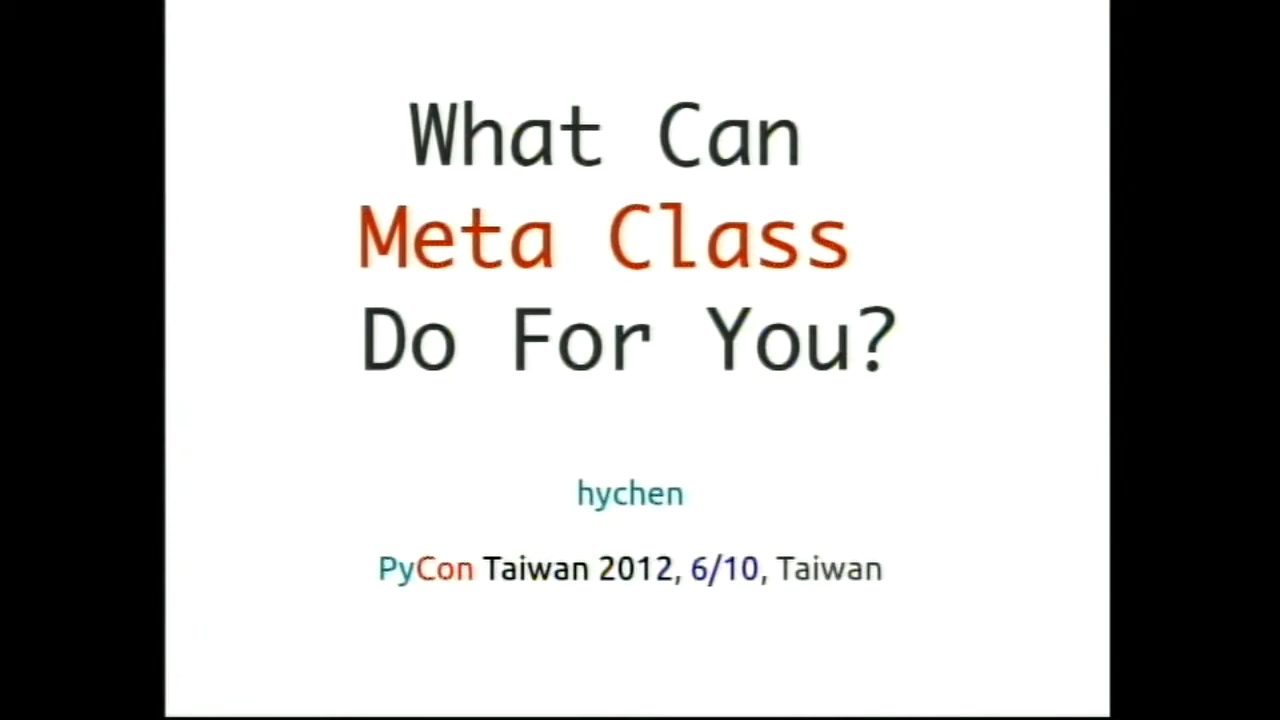 What Can
Meta Class
Do For You?
hychen
PyCon Taiwan 2012, 6/10, Taiwan